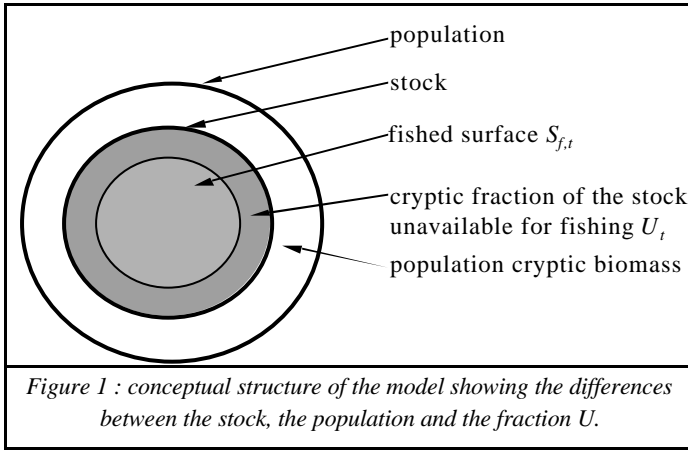 population
stock
fished surface S_{f,t}
cryptic fraction of the stock
unavailable for fishing U_t
population cryptic biomass
Figure 1 : conceptual structure of the model showing the differences
between the stock, the population and the fraction U.